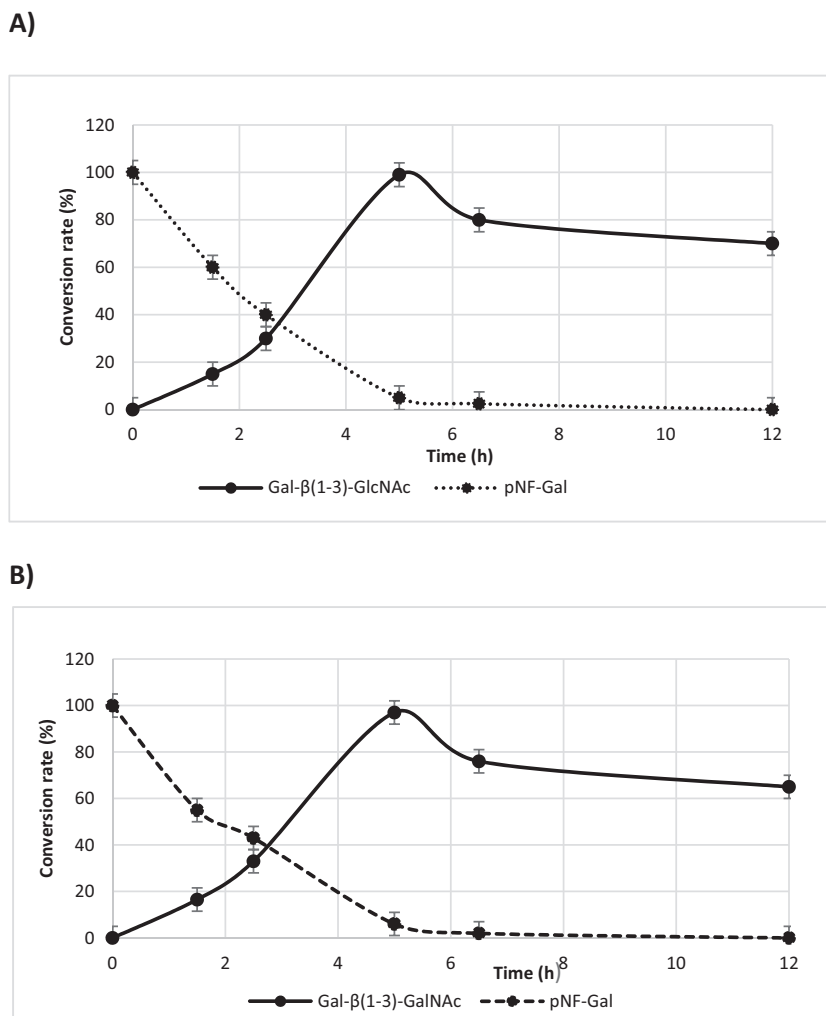 A)
120
100
80
60
40
20
0
Conversion rate (%)
0 2 4 6 8 10 12
Time (h)
Gal-β(1-3)-GlcNAc pNF-Gal
B)
120
100
80
60
40
20
0
Conversion rate (%)
0 2 4 6 8 10 12
Time (h)
Gal-β(1-3)-GalNAc pNF-Gal